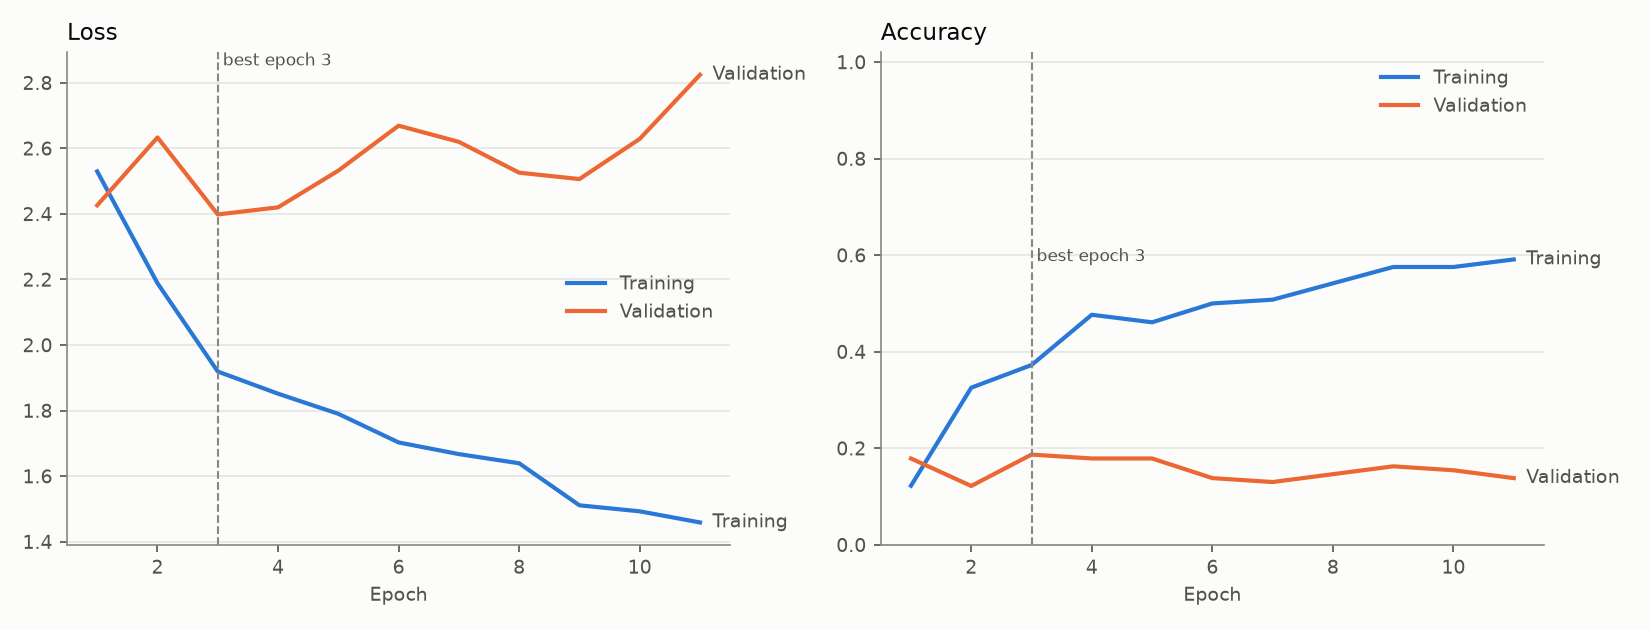 Loss
best epoch 3
2.8
2.6
2.4
2.2
2.0
1.8
1.6
1.4
Validation
Training
Validation
Training
2 4 6 8 10
Epoch
Accuracy
1.0
0.8
0.6
0.4
0.2
0.0
Training
Validation
best epoch 3
Training
Validation
2 4 6 8 10
Epoch